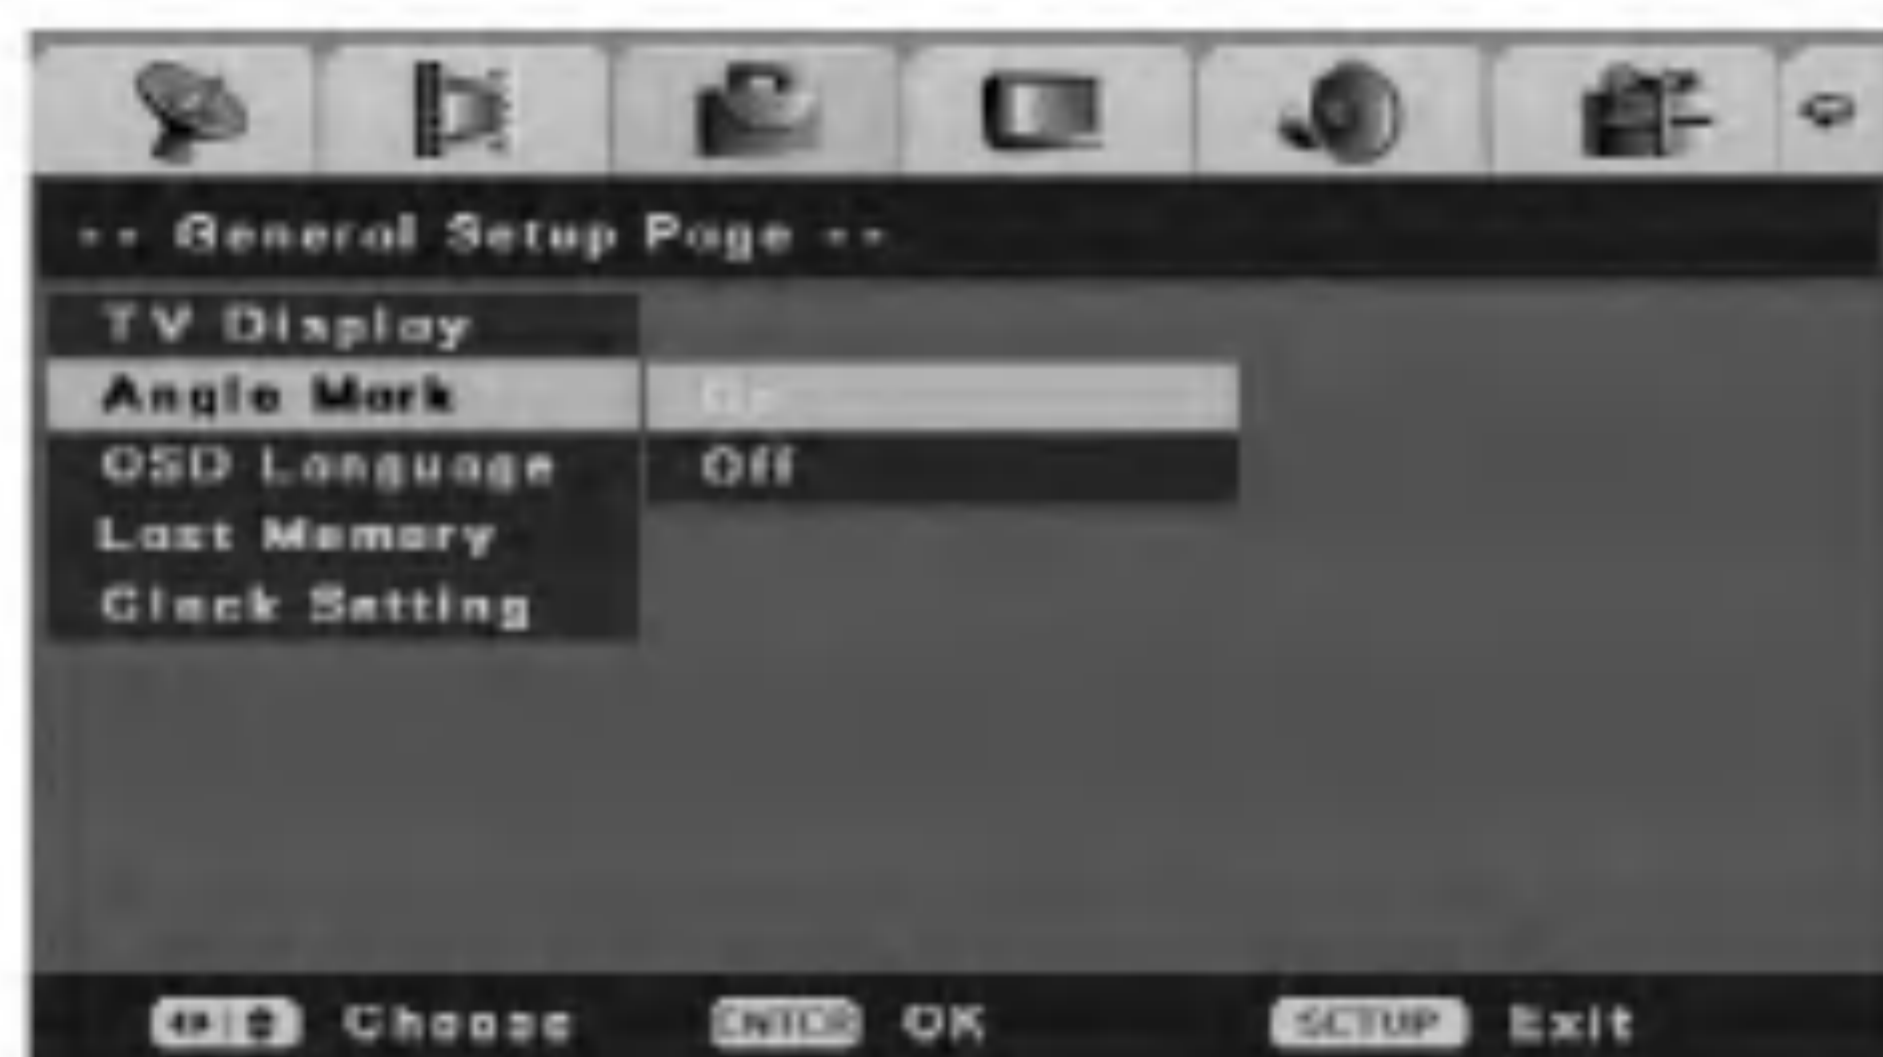 -- General Setup Page --
TV Display
Angle Mark On
OSD Language Off
Last Memory
Clock Setting
Choose ENTER OK SETUP Exit